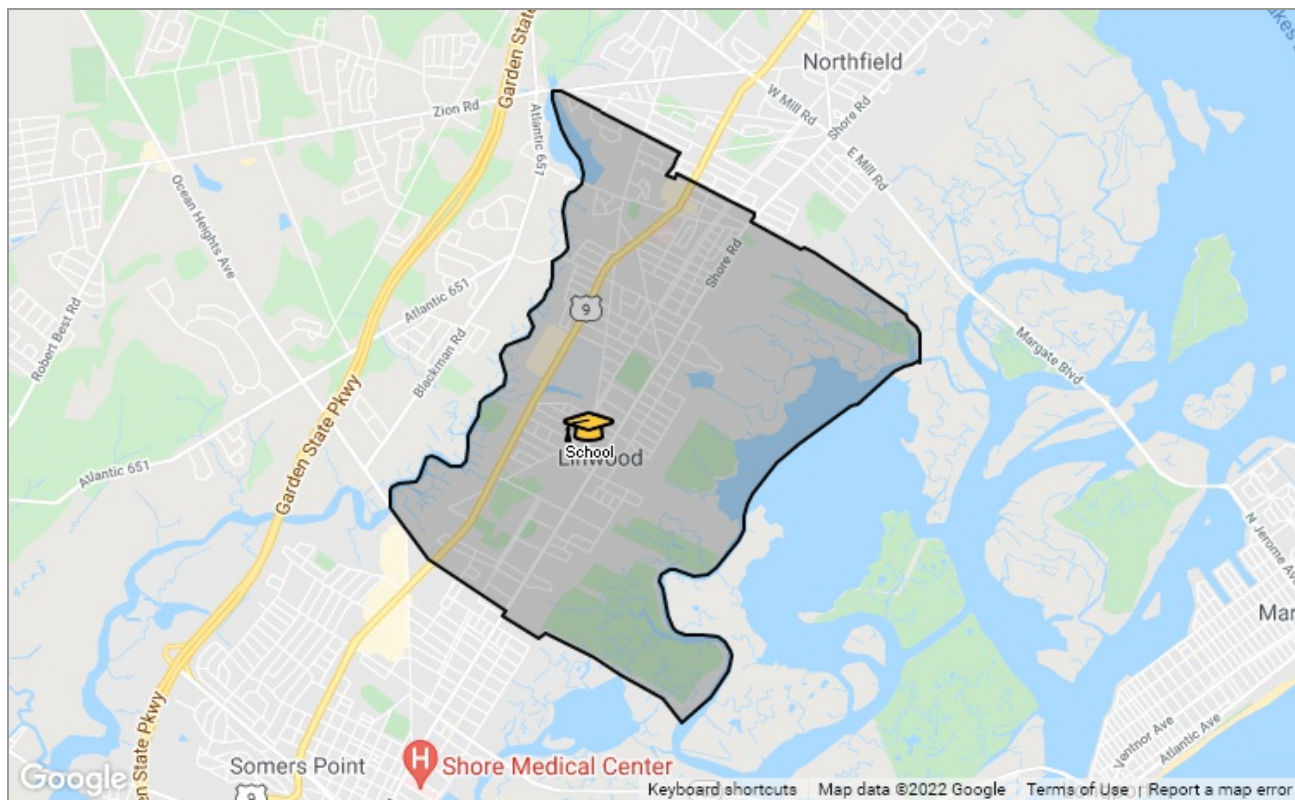 Northfield
Garden State
Zion Rd
Atlantic 651
W Mill Rd
Shore Rd
E Mill Rd
Ocean Heights Ave
Shore Rd
Robert Best Rd
Atlantic 651
9
Blackman Rd
Margate Blvd
Garden State Pkwy
School
Linwood
Atlantic 651
N Jerome Ave
Mar
Ventnor Ave
Atlantic Ave
en State Pkwy
Somers Point
H
Shore Medical Center
9
Google
Keyboard shortcuts
Map data ©2022 Google
Terms of Use
Report a map error